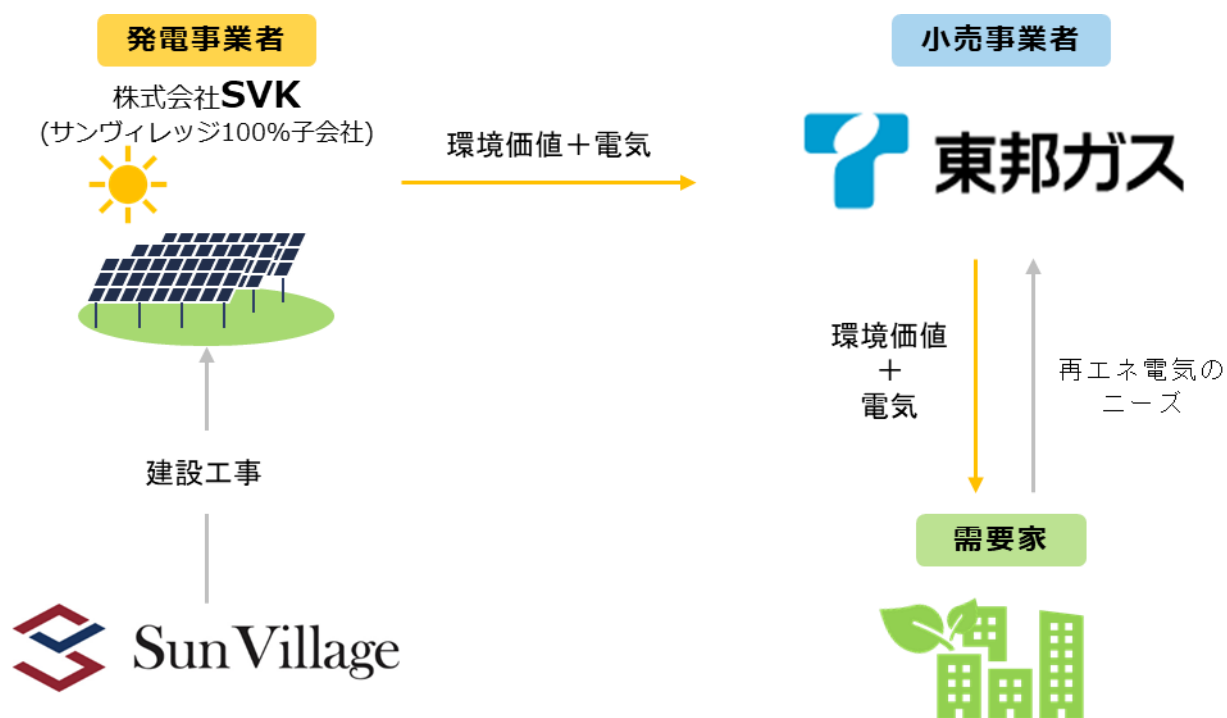 発電事業者
株式会社SVK
(サンヴィレッジ100%子会社)
環境価値＋電気
小売事業者
東邦ガス
環境価値
＋
電気
再エネ電気の
ニーズ
建設工事
Sun Village
需要家